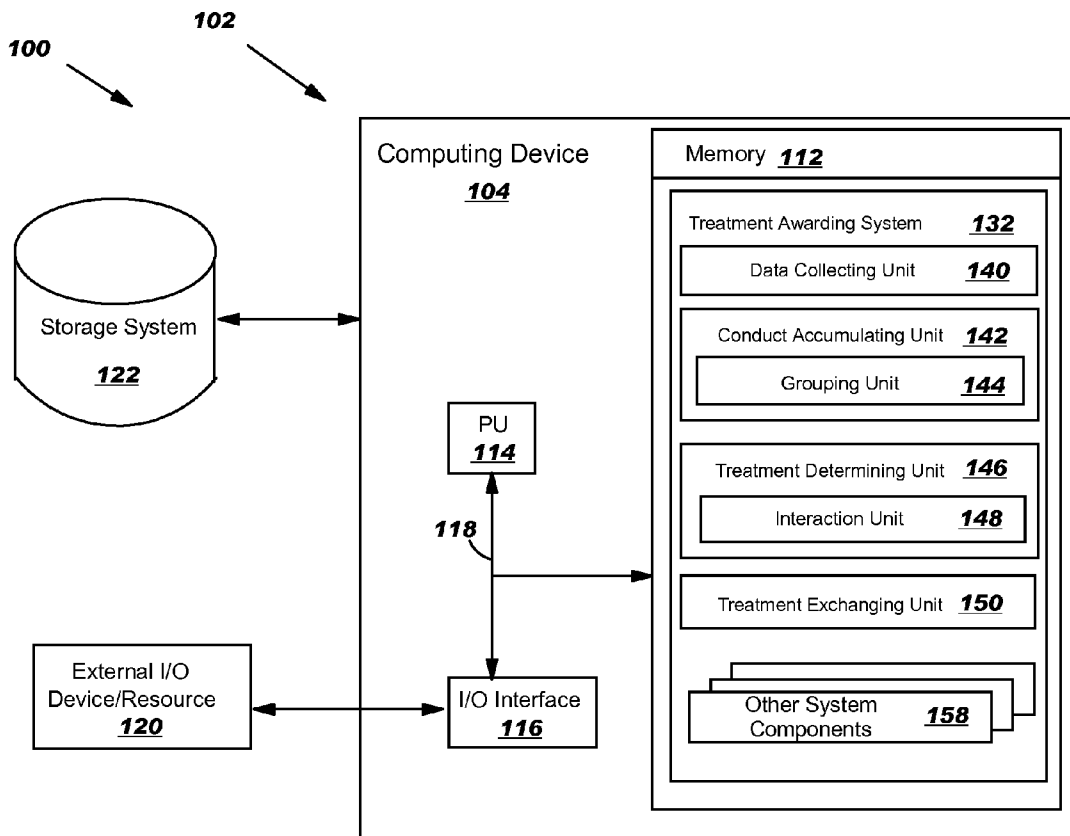 100
102
Computing Device
104
Memory 112
Treatment Awarding System 132
Data Collecting Unit 140
Conduct Accumulating Unit 142
Grouping Unit 144
Treatment Determining Unit 146
Interaction Unit 148
Treatment Exchanging Unit 150
Other System
Components
158
Storage System
122
PU
114
118
External I/O
Device/Resource
120
I/O Interface
116